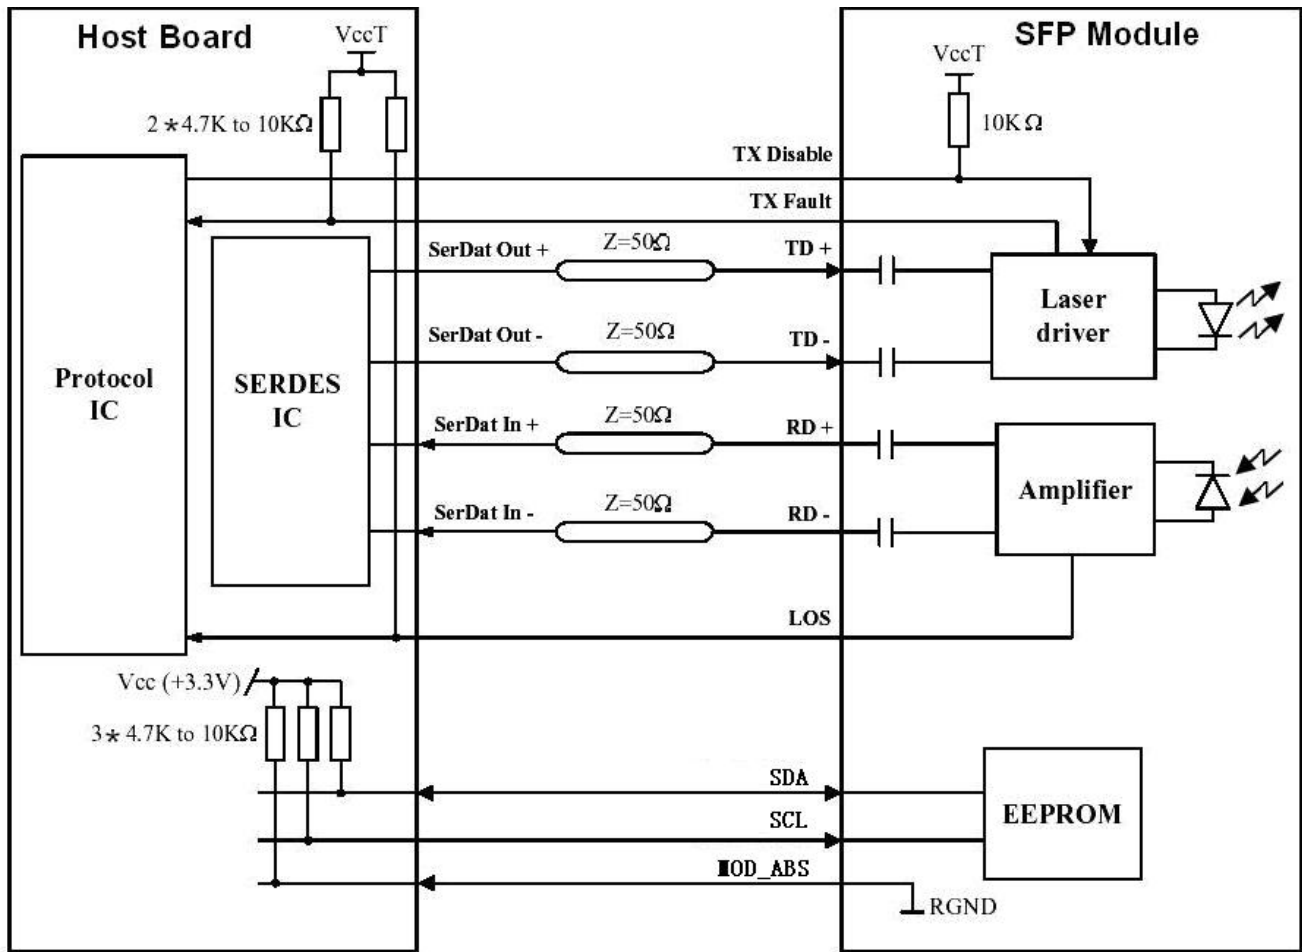 Host Board
SFP Module
VccT
VccT
2*4.7K to 10KΩ
10KΩ
TX Disable
TX Fault
SerDat Out +
Z=50Ω
TD +
SerDat Out -
Z=50Ω
TD -
Laser
driver
Protocol
IC
SERDES
IC
SerDat In +
Z=50Ω
RD +
SerDat In -
Z=50Ω
RD -
Amplifier
LOS
Vcc (+3.3V)
3* 4.7K to 10KΩ
SDA
SCL
MOD_ABS
EEPROM
RGND